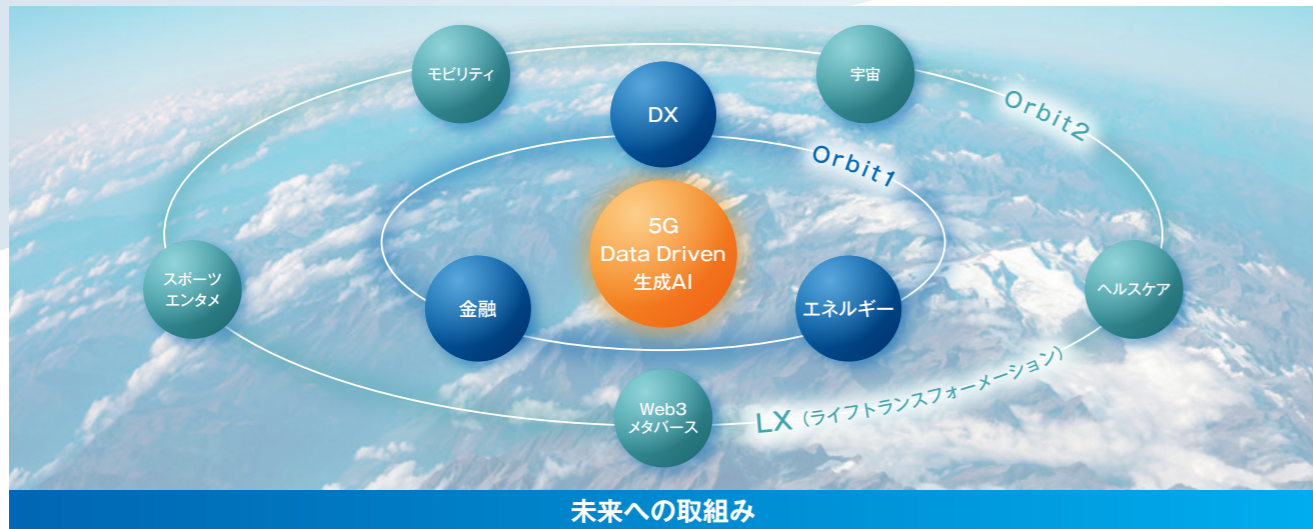 モビリティ
宇宙
DX
Orbit2
Orbit1
5G
Data Driven
生成AI
スポーツ
エンタメ
金融
エネルギー
ヘルスケア
Web3
メタバース
LX（ライフトランスフォーメーション）
未来への取組み